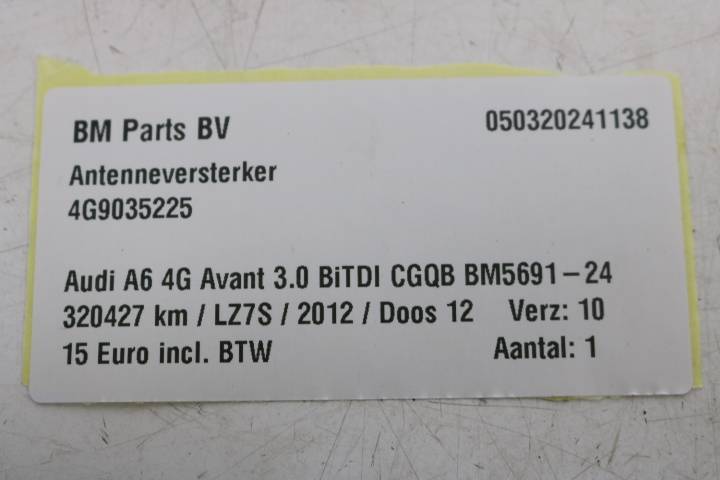 BM Parts BV 050320241138
Antenneversterker
4G9035225
Audi A6 4G Avant 3.0 BiTDI CGQB BM5691-24
320427 km / LZ7S / 2012 / Doos 12 Verz: 10
15 Euro incl. BTW Aantal: 1